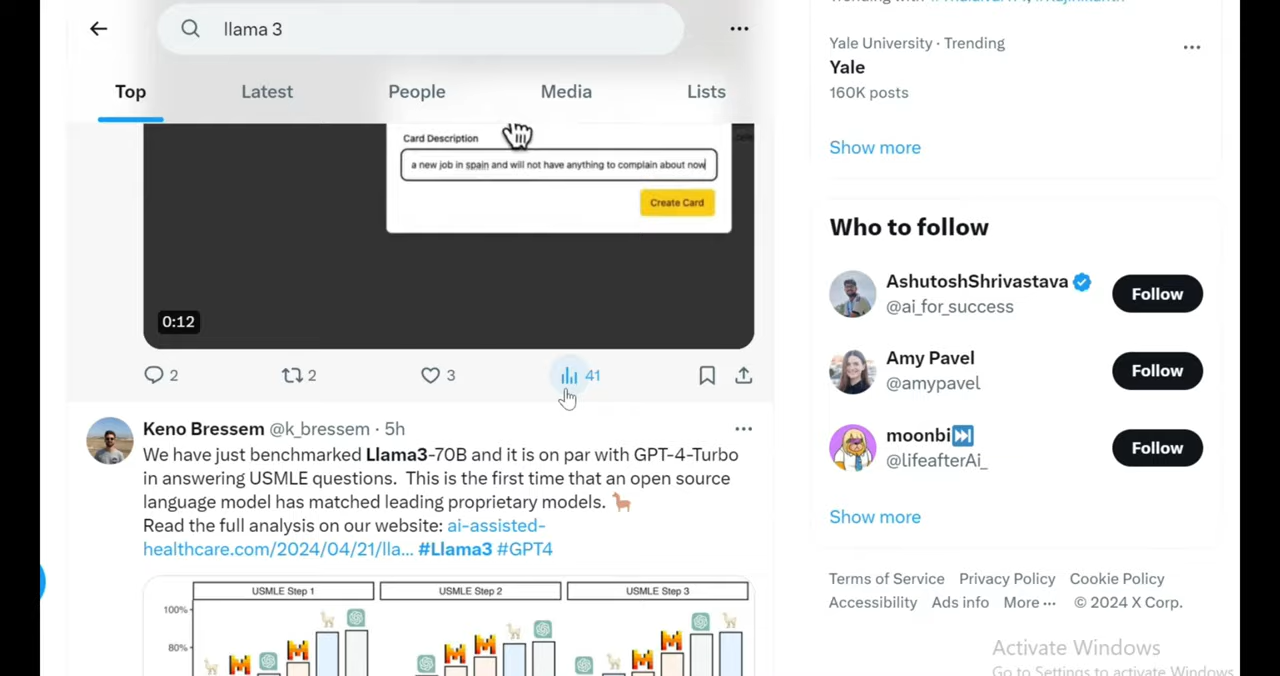 llama 3
Top Latest People Media Lists
Card Description
a new job in spain and will not have anything to complain about now
Create Card
0:12
2 2 3 41
Keno Bressem @k_bressem · 5h
We have just benchmarked Llama3-70B and it is on par with GPT-4-Turbo
in answering USMLE questions. This is the first time that an open source
language model has matched leading proprietary models. 🦙
Read the full analysis on our website: ai-assisted-
healthcare.com/2024/04/21/lla... #Llama3 #GPT4
USMLE Step 1 USMLE Step 2 USMLE Step 3
100%
80%
Yale University · Trending
Yale
160K posts
Show more
Who to follow
AshutoshShrivastava
@ai_for_success
Follow
Amy Pavel
@amypavel
Follow
moonbi⏭️
@lifeafterAi_
Follow
Show more
Terms of Service Privacy Policy Cookie Policy
Accessibility Ads info More ··· © 2024 X Corp.
Activate Windows
Go to Settings to activate Windows.